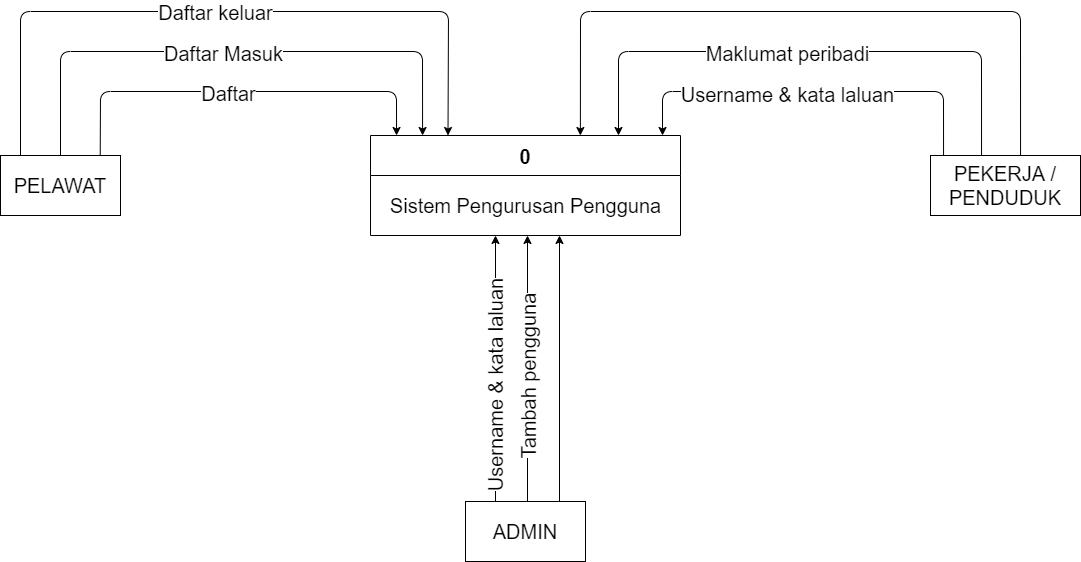 Daftar keluar
Daftar Masuk
Maklumat peribadi
Daftar
Username & kata laluan
0
PELAWAT
Sistem Pengurusan Pengguna
PEKERJA /
PENDUDUK
Username & kata laluan
Tambah pengguna
ADMIN